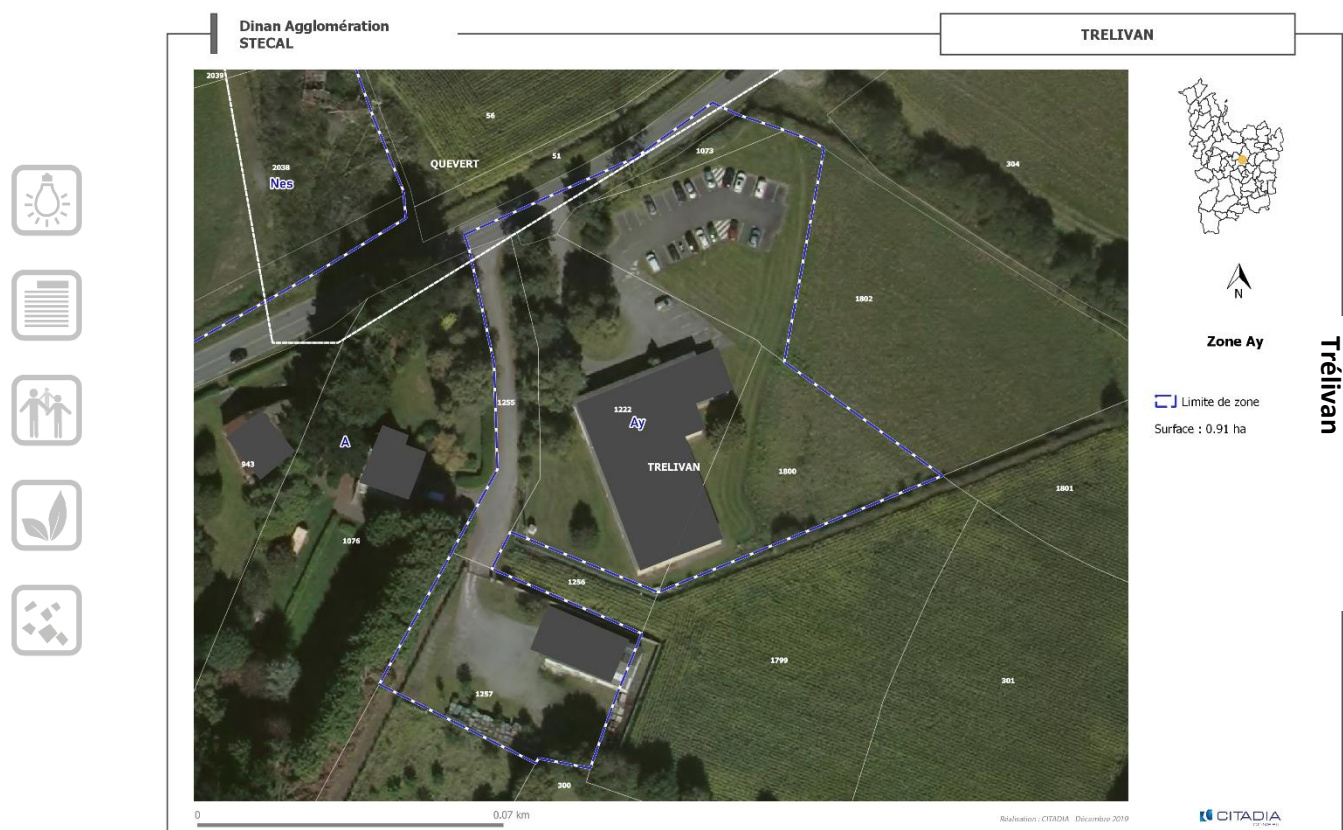 Dinan Agglomération
STECAL
TRELIVAN
2039
56
51
QUEVERT
1073
304
2038
Nes
1802
1255
1222
Ay
TRELIVAN
943
A
1076
1800
1801
1256
1799
301
1257
300
N
Zone Ay
Limite de zone
Surface : 0.91 ha
Trélivan
0
0.07 km
Réalisation : CITADIA Décembre 2019
CITADIA